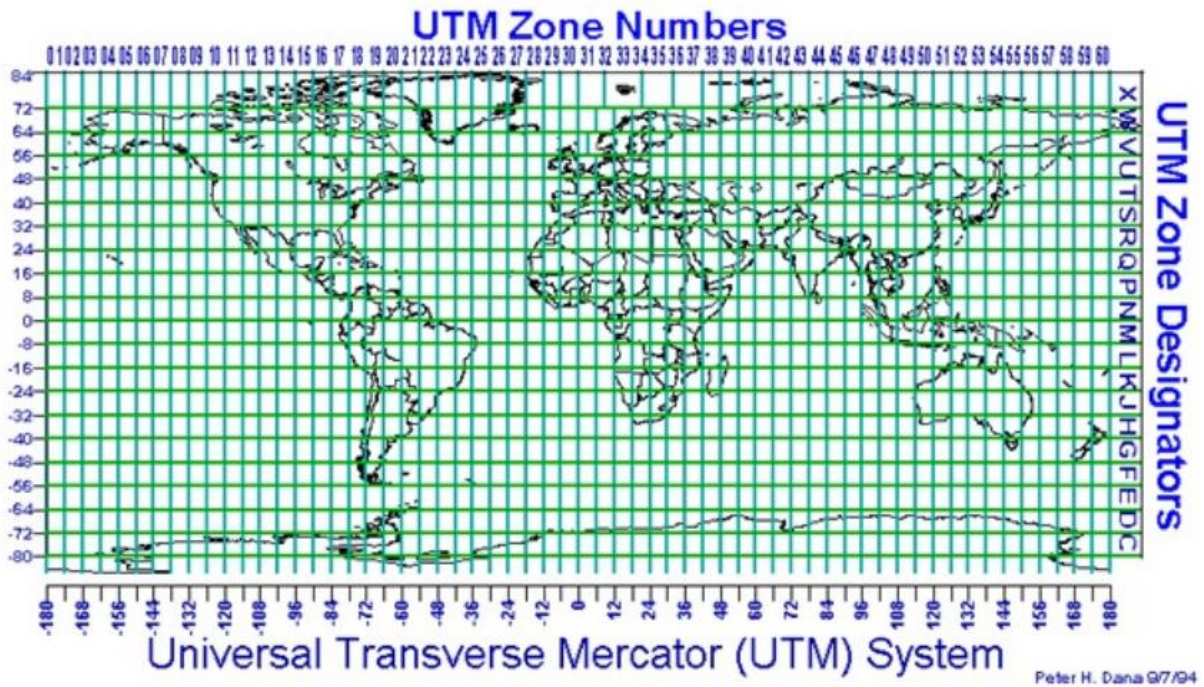 UTM Zone Numbers
01 02 03 04 05 06 07 08 09 10 11 12 13 14 15 16 17 18 19 20 21 22 23 24 25 26 27 28 29 30 31 32 33 34 35 36 37 38 39 40 41 42 43 44 45 46 47 48 49 50 51 52 53 54 55 56 57 58 59 60
84
72
64
56
48
40
32
24
16
8
0
-8
-16
-24
-32
-40
-48
-56
-64
-72
-80
X
W
V
U
T
S
R
Q
P
N
M
L
K
J
H
G
F
E
D
C
UTM Zone Designators
-180 -168 -156 -144 -132 -120 -108 -96 -84 -72 -60 -48 -36 -24 -12 0 12 24 36 48 60 72 84 96 108 120 132 144 156 168 180
Universal Transverse Mercator (UTM) System
Peter H. Dana 9/7/94